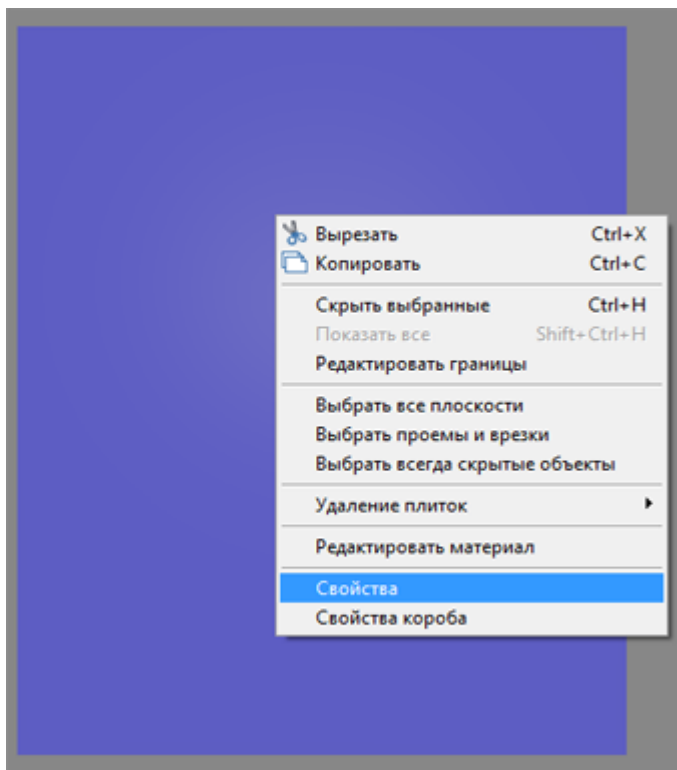 Вырезать Ctrl+X
Копировать Ctrl+C
Скрыть выбранные Ctrl+H
Показать все Shift+Ctrl+H
Редактировать границы
Выбрать все плоскости
Выбрать проемы и врезки
Выбрать всегда скрытые объекты
Удаление плиток
Редактировать материал
Свойства
Свойства короба